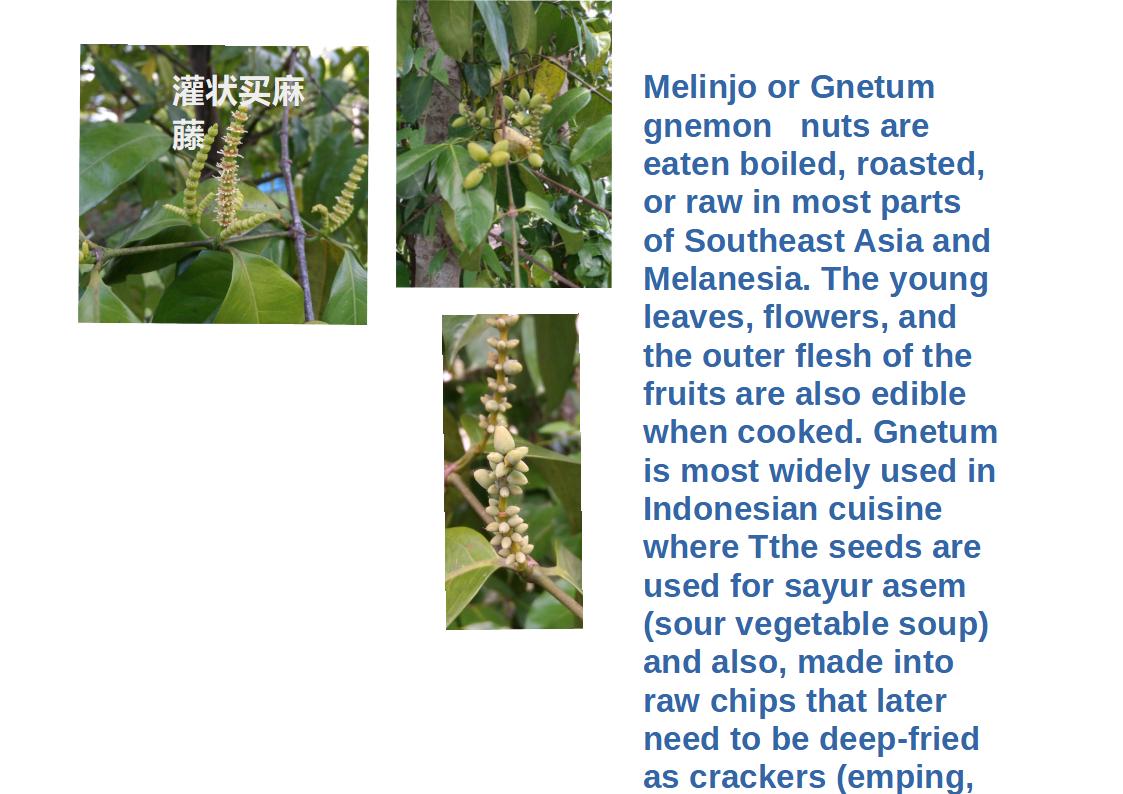 灌状买麻
藤
Melinjo or Gnetum
gnemon   nuts are
eaten boiled, roasted,
or raw in most parts
of Southeast Asia and
Melanesia. The young
leaves, flowers, and
the outer flesh of the
fruits are also edible
when cooked. Gnetum
is most widely used in
Indonesian cuisine
where Tthe seeds are
used for sayur asem
(sour vegetable soup)
and also, made into
raw chips that later
need to be deep-fried
as crackers (emping,